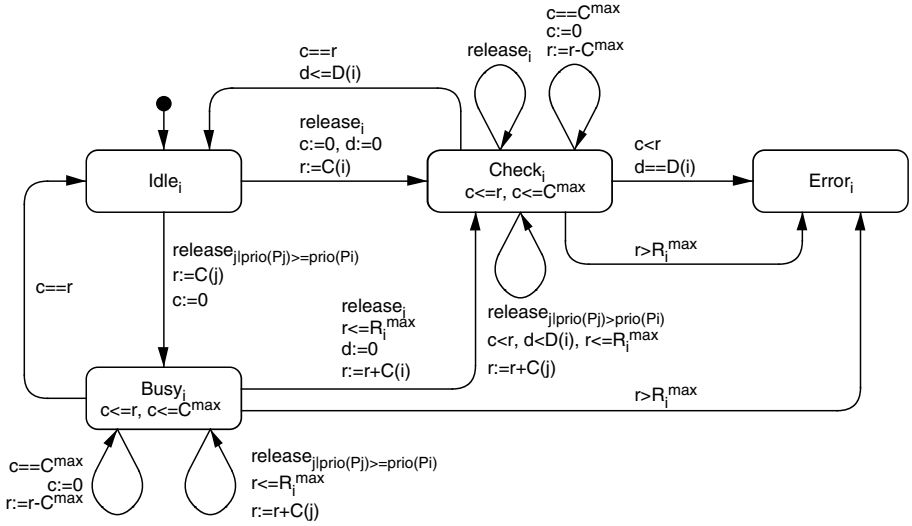 c==C^max
c:=0
r:=r-C^max
release_i
c==r
d<=D(i)
release_i
c:=0, d:=0
r:=C(i)
c<r
d==D(i)
Idle_i
Check_i
c<=r, c<=C^max
Error_i
release_j|prio(Pj)>=prio(Pi)
r:=C(j)
c:=0
r>R_i^max
c==r
release_i
r<=R_i^max
d:=0
r:=r+C(i)
release_j|prio(Pj)>prio(Pi)
c<r, d<D(i), r<=R_i^max
r:=r+C(j)
Busy_i
c<=r, c<=C^max
r>R_i^max
c==C^max
c:=0
r:=r-C^max
release_j|prio(Pj)>=prio(Pi)
r<=R_i^max
r:=r+C(j)